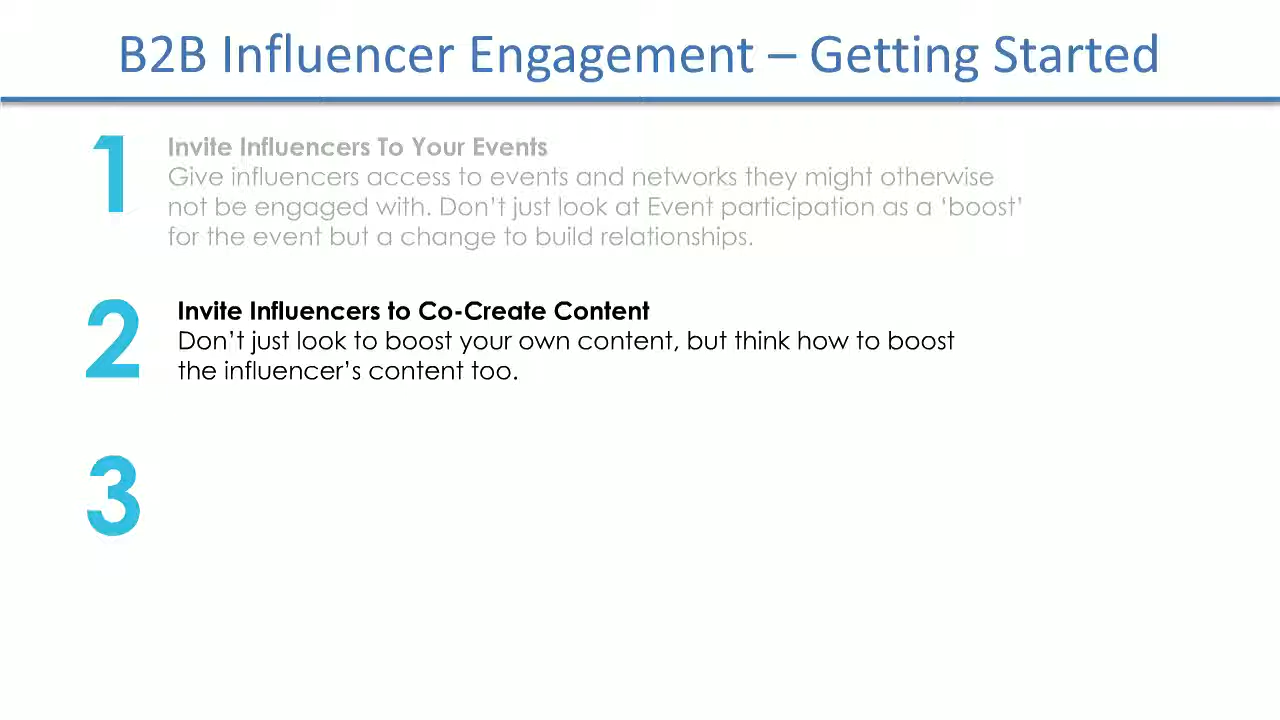 B2B Influencer Engagement – Getting Started
1
Invite Influencers To Your Events
Give influencers access to events and networks they might otherwise
not be engaged with. Don’t just look at Event participation as a ‘boost’
for the event but a change to build relationships.
2
Invite Influencers to Co-Create Content
Don’t just look to boost your own content, but think how to boost
the influencer’s content too.
3